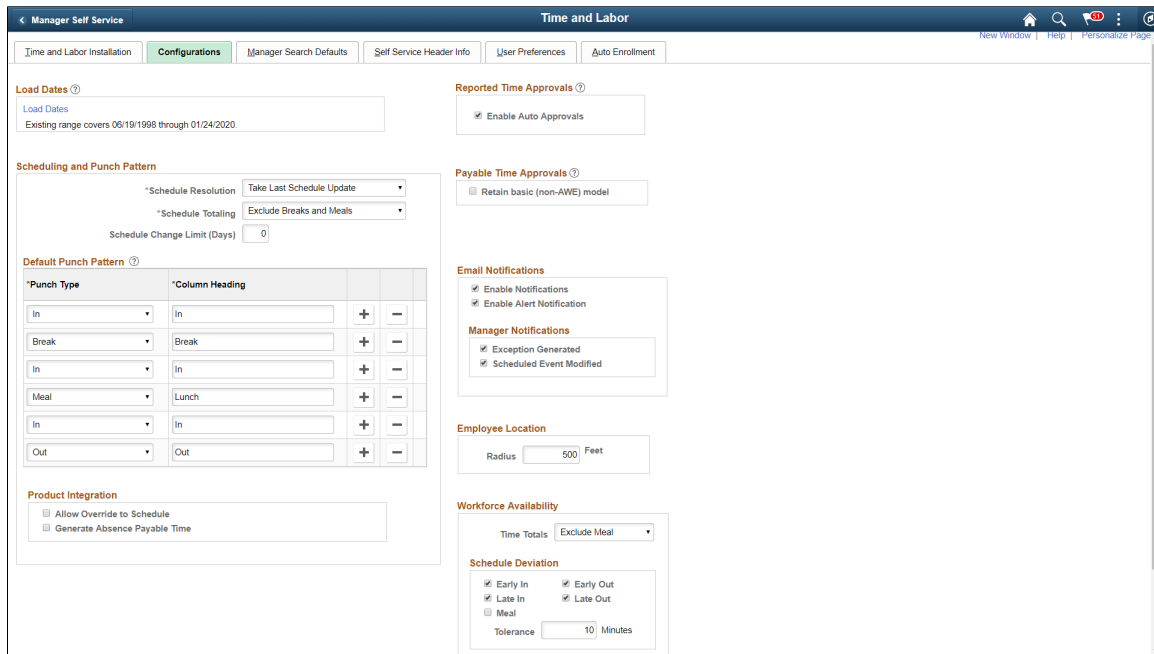 Manager Self Service
Time and Labor
51
New Window | Help | Personalize Page
Time and Labor Installation
Configurations
Manager Search Defaults
Self Service Header Info
User Preferences
Auto Enrollment
Load Dates
Load Dates
Existing range covers 06/19/1998 through 01/24/2020.
Scheduling and Punch Pattern
*Schedule Resolution Take Last Schedule Update
*Schedule Totaling Exclude Breaks and Meals
Schedule Change Limit (Days) 0
Default Punch Pattern
*Punch Type *Column Heading
In In
Break Break
In In
Meal Lunch
In In
Out Out
Product Integration
Allow Override to Schedule
Generate Absence Payable Time
Reported Time Approvals
Enable Auto Approvals
Payable Time Approvals
Retain basic (non-AWE) model
Email Notifications
Enable Notifications
Enable Alert Notification
Manager Notifications
Exception Generated
Scheduled Event Modified
Employee Location
Radius 500 Feet
Workforce Availability
Time Totals Exclude Meal
Schedule Deviation
Early In Early Out
Late In Late Out
Meal
Tolerance 10 Minutes